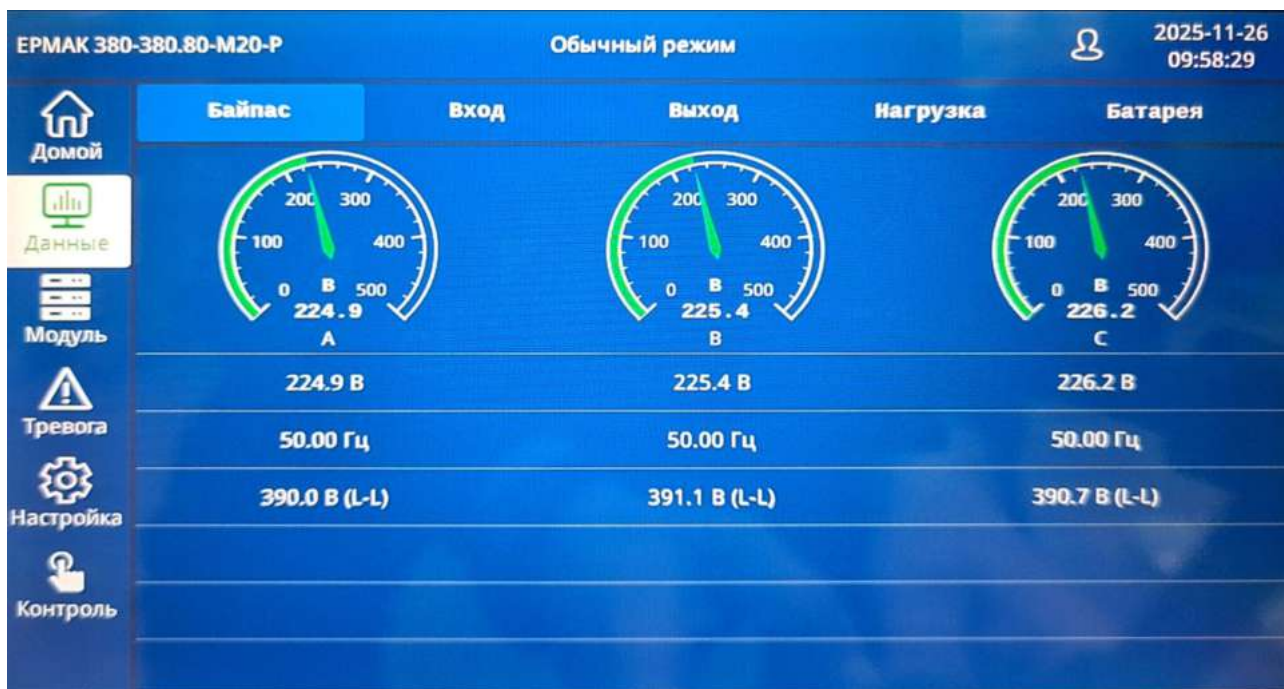 ЕРМАК 380-380.80-M20-P
Обычный режим
2025-11-26
09:58:29
Домой
Данные
Модуль
Тревога
Настройка
Контроль
Байпас Вход Выход Нагрузка Батарея
200 300
100 400
0 В 500
224.9
A
200 300
100 400
0 В 500
225.4
B
200 300
100 400
0 В 500
226.2
C
224.9 В 225.4 В 226.2 В
50.00 Гц 50.00 Гц 50.00 Гц
390.0 В (L-L) 391.1 В (L-L) 390.7 В (L-L)